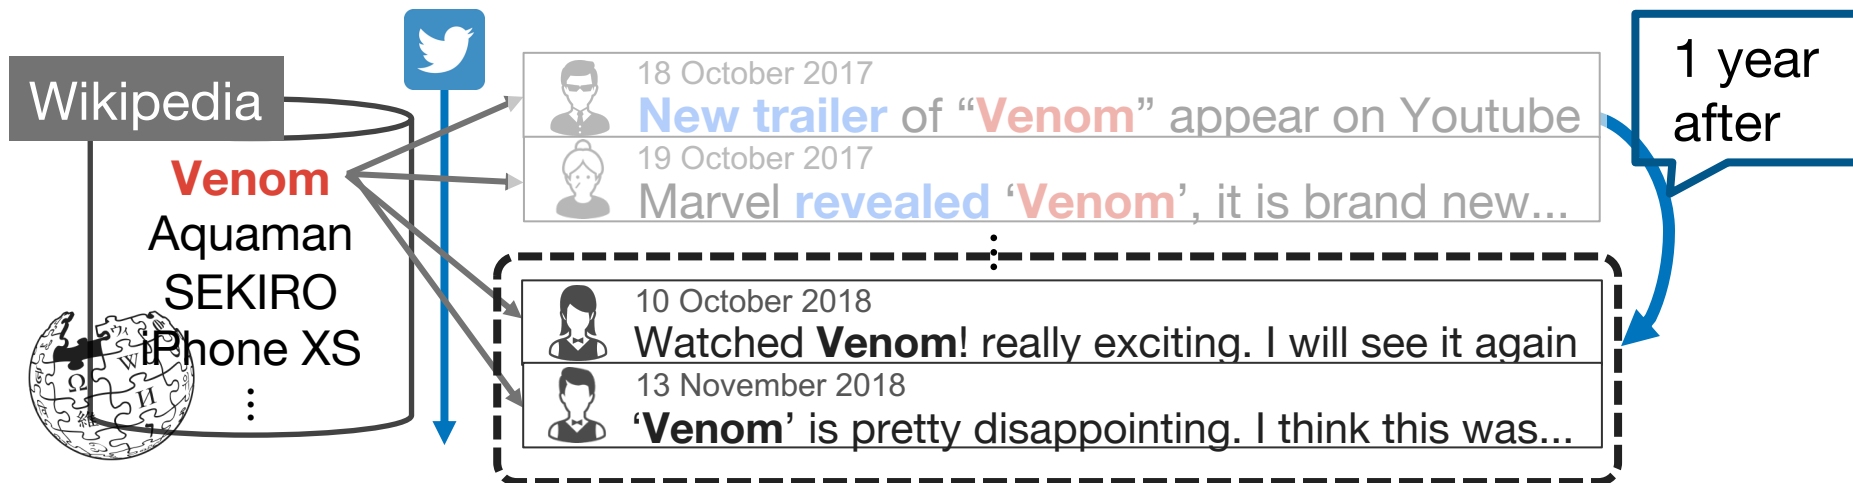 Wikipedia
Venom
Aquaman
SEKIRO
iPhone XS
⋮
18 October 2017
New trailer of “Venom” appear on Youtube
19 October 2017
Marvel revealed ‘Venom’, it is brand new...
⋮
10 October 2018
Watched Venom! really exciting. I will see it again
13 November 2018
‘Venom’ is pretty disappointing. I think this was...
1 year
after
Ω
W
И